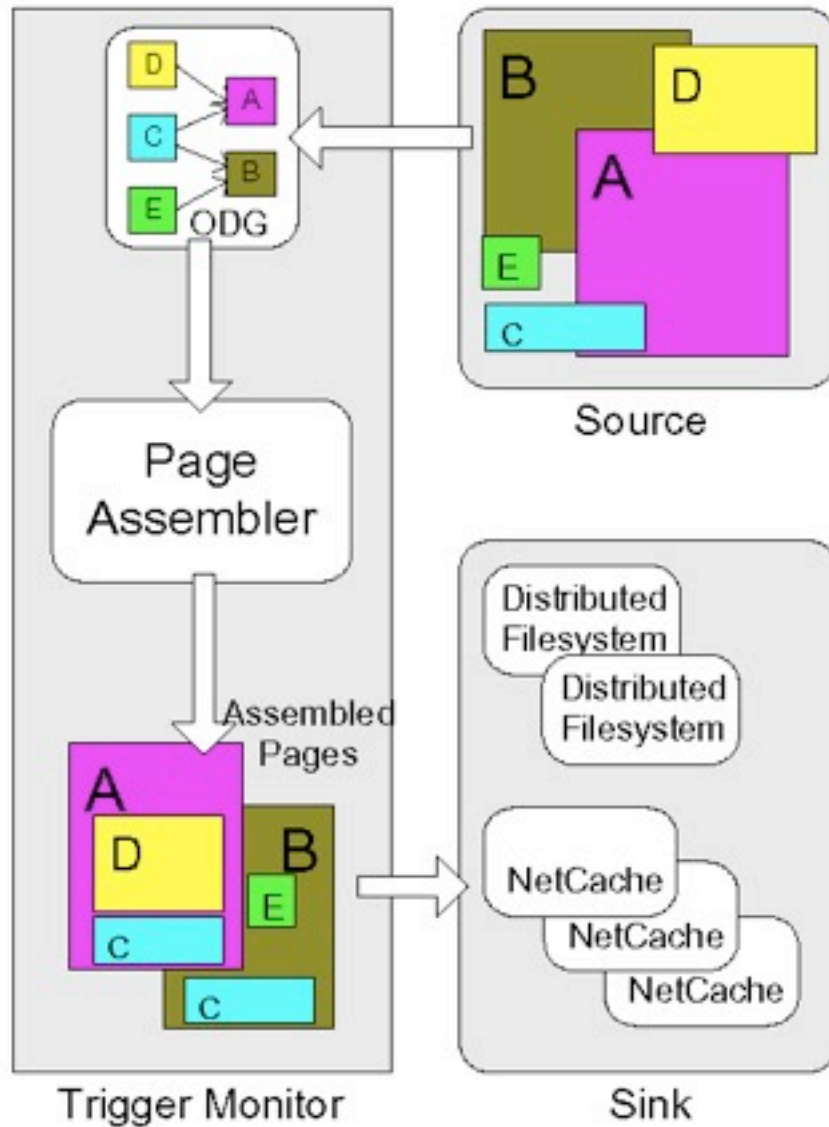 D
A
C
B
E
ODG
B
D
A
E
C
Source
Page
Assembler
Assembled
Pages
A
D
B
E
C
C
Distributed
Filesystem
Distributed
Filesystem
NetCache
NetCache
NetCache
Trigger Monitor
Sink